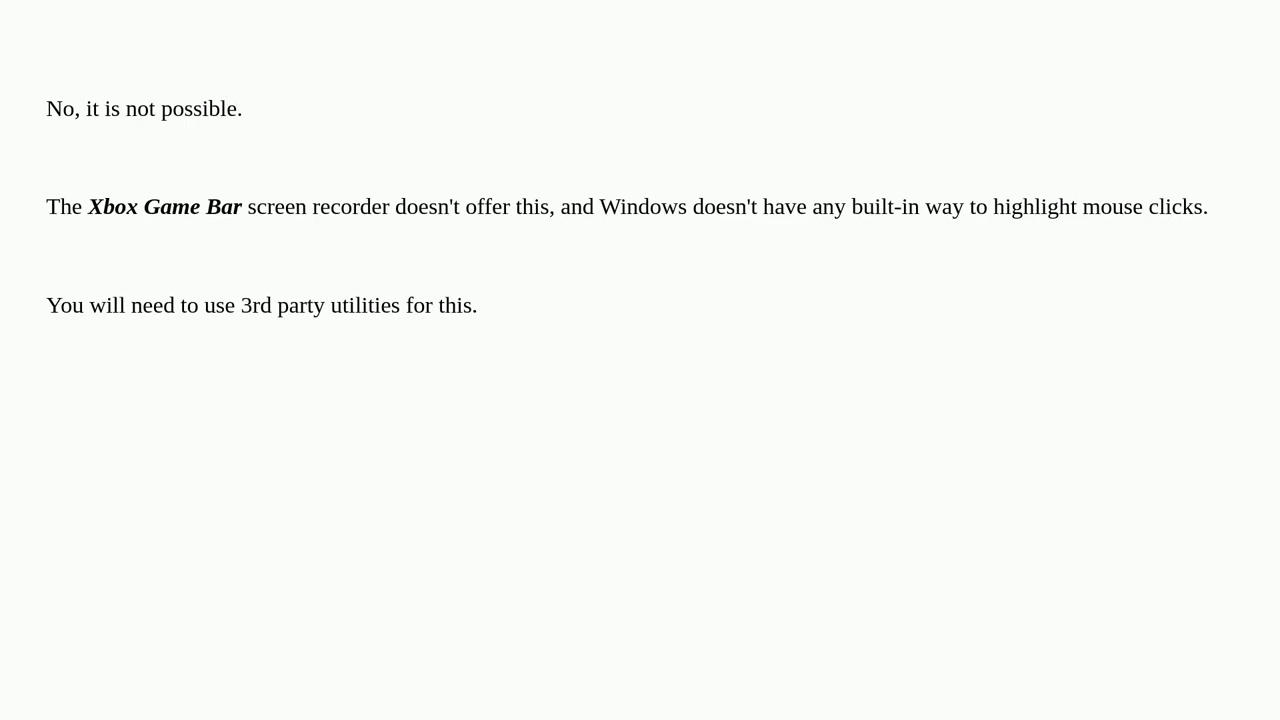 No, it is not possible.
The Xbox Game Bar screen recorder doesn't offer this, and Windows doesn't have any built-in way to highlight mouse clicks.
You will need to use 3rd party utilities for this.